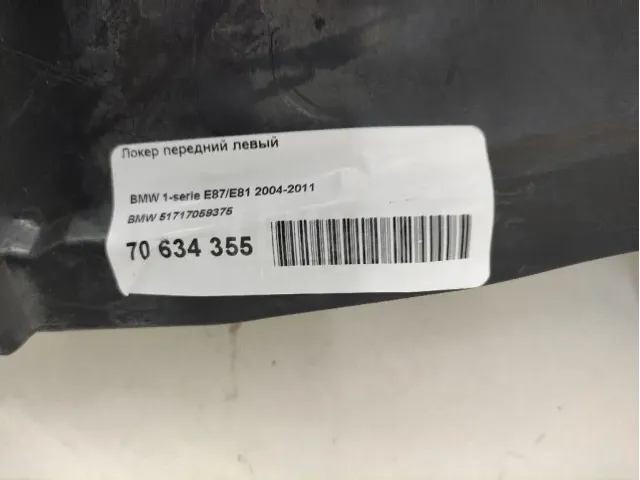 Локер передний левый
BMW 1-serie E87/E81 2004-2011
BMW 51717059375
70 634 355